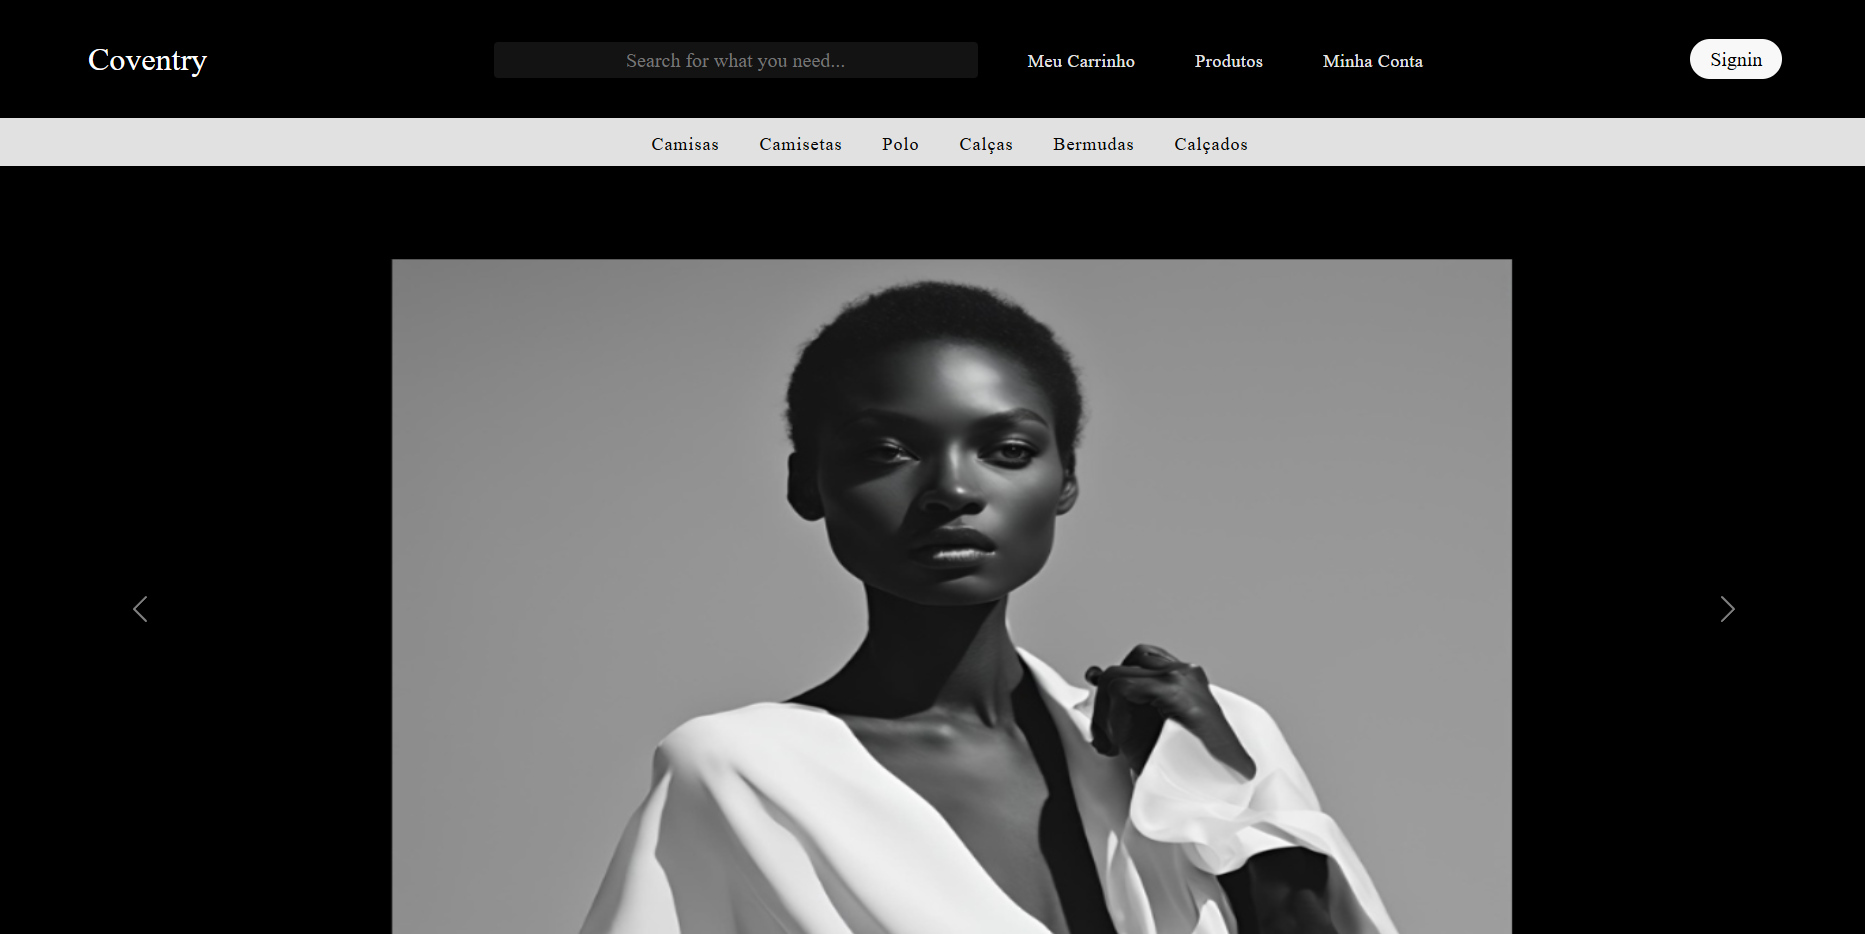 Coventry
Search for what you need...
Meu Carrinho
Produtos
Minha Conta
Signin
Camisas
Camisetas
Polo
Calças
Bermudas
Calçados